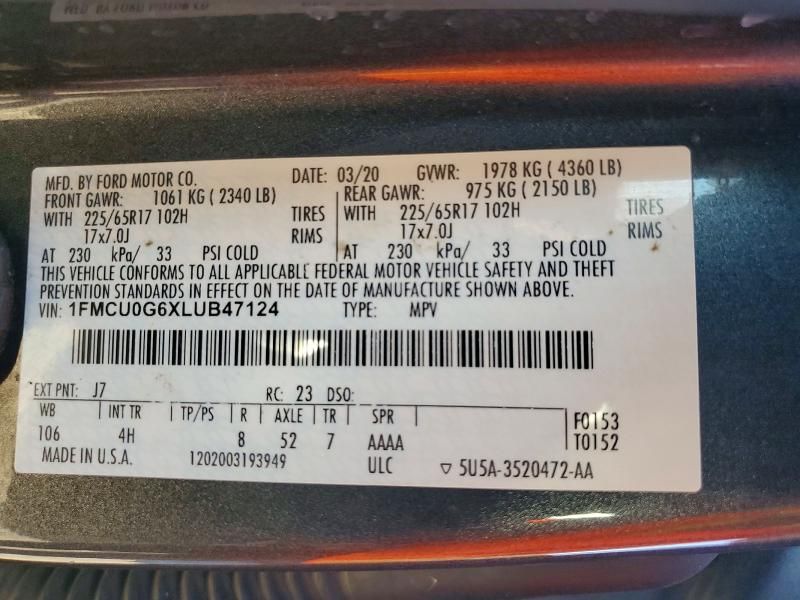 MFD. BY FORD MOTOR CO
MFD. BY FORD MOTOR CO. DATE: 03/20 GVWR: 1978 KG ( 4360 LB)
FRONT GAWR: 1061 KG ( 2340 LB) REAR GAWR: 975 KG ( 2150 LB)
WITH 225/65R17 102H TIRES WITH 225/65R17 102H TIRES
17x7.0J RIMS 17x7.0J RIMS
AT 230 kPa/ 33 PSI COLD AT 230 kPa/ 33 PSI COLD
THIS VEHICLE CONFORMS TO ALL APPLICABLE FEDERAL MOTOR VEHICLE SAFETY AND THEFT
PREVENTION STANDARDS IN EFFECT ON THE DATE OF MANUFACTURE SHOWN ABOVE.
VIN: 1FMCU0G6XLUB47124 TYPE: MPV
EXT PNT: J7 RC: 23 DSO:
WB INT TR TP/PS R AXLE TR SPR F0153
106 4H 8 52 7 AAAA T0152
MADE IN U.S.A. 1202003193949 ULC 5U5A-3520472-AA